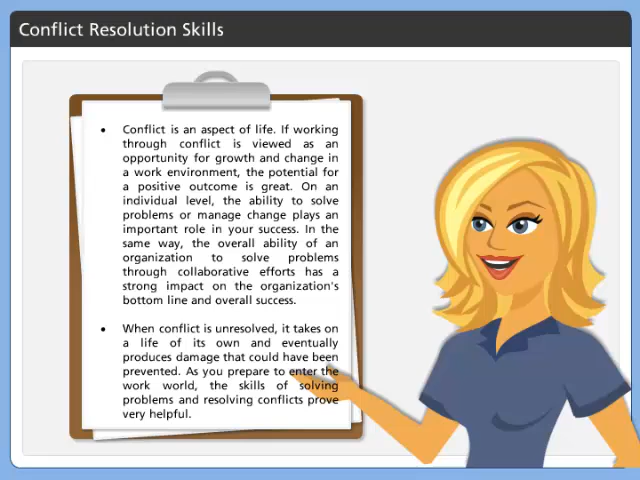 Conflict Resolution Skills
• Conflict is an aspect of life. If working
through conflict is viewed as an
opportunity for growth and change in
a work environment, the potential for
a positive outcome is great. On an
individual level, the ability to solve
problems or manage change plays an
important role in your success. In the
same way, the overall ability of an
organization to solve problems
through collaborative efforts has a
strong impact on the organization's
bottom line and overall success.
• When conflict is unresolved, it takes on
a life of its own and eventually
produces damage that could have been
prevented. As you prepare to enter the
work world, the skills of solving
problems and resolving conflicts prove
very helpful.